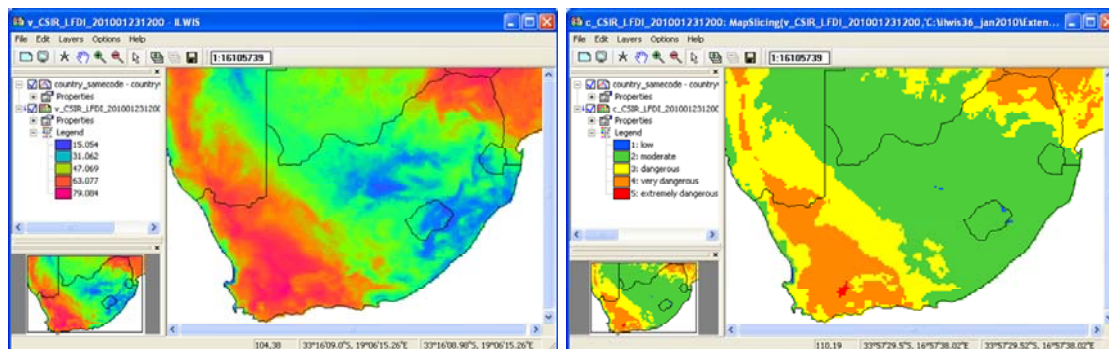 v_CSIR_LFDI_201001231200 - ILWIS
File Edit Layers Options Help
1:16105739
country_samecode - country
Properties
v_CSIR_LFDI_201001231200
Properties
Legend
15.054
31.062
47.069
63.077
79.084
104,38
33°16'09.0"S, 19°06'15.26"E
33°16'08.98"S, 19°06'15.26"E
c_CSIR_LFDI_201001231200: MapSlicing(v_CSIR_LFDI_201001231200,'C:\Ilwis36_jan2010\Exten...
File Edit Layers Options Help
1:16105739
country_samecode - country
Properties
c_CSIR_LFDI_201001231200
Properties
Legend
1: low
2: moderate
3: dangerous
4: very dangerous
5: extremely dangerous
110,19
33°57'29.5"S, 16°57'38.02"E
33°57'29.52"S, 16°57'38.02"E